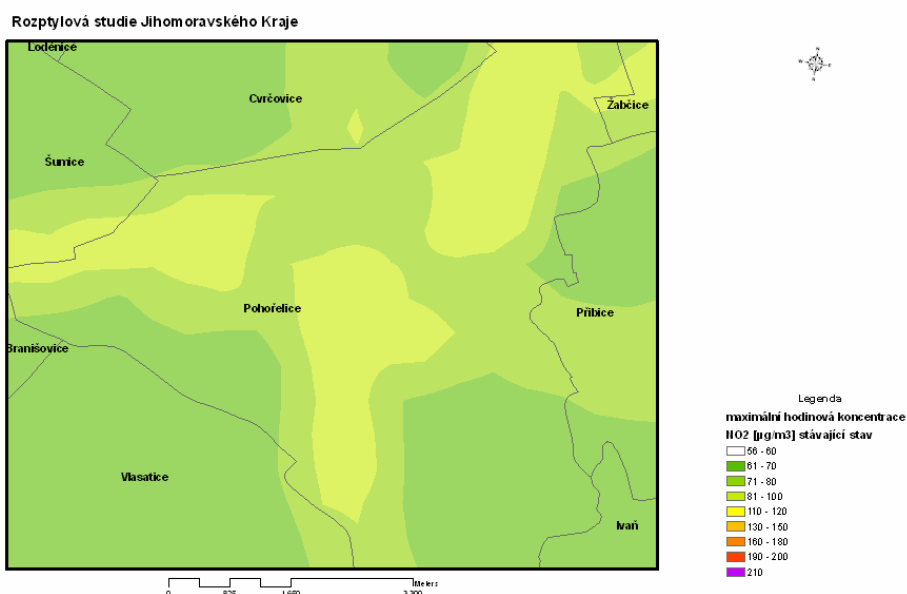 Rozptylová studie Jihomoravského Kraje
Loděnice
Cvrčovice
Žabčice
Šumice
Pohořelice
Přibice
Branišovice
Vlasatice
Ivaň
Legenda
maximální hodinová koncentrace
NO2 [µg/m3] stávající stav
56 - 60
61 - 70
71 - 80
81 - 100
110 - 120
130 - 150
160 - 180
190 - 200
210
Meters
0 825 1,650 3,300